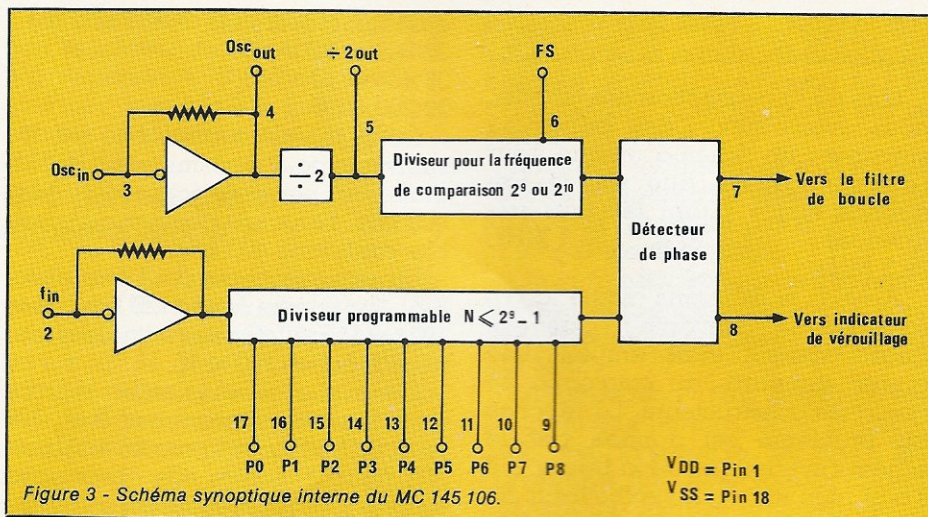 Osc out
÷ 2 out
FS
4
5
6
Osc in
3
÷ 2
Diviseur pour la fréquence
de comparaison 2⁹ ou 2¹⁰
Détecteur
de phase
7
Vers le filtre
de boucle
f in
2
Diviseur programmable N ⩽ 2⁹ – 1
8
Vers indicateur
de vérouillage
17 16 15 14 13 12 11 10 9
P0 P1 P2 P3 P4 P5 P6 P7 P8
VDD = Pin 1
VSS = Pin 18
Figure 3 - Schéma synoptique interne du MC 145 106.